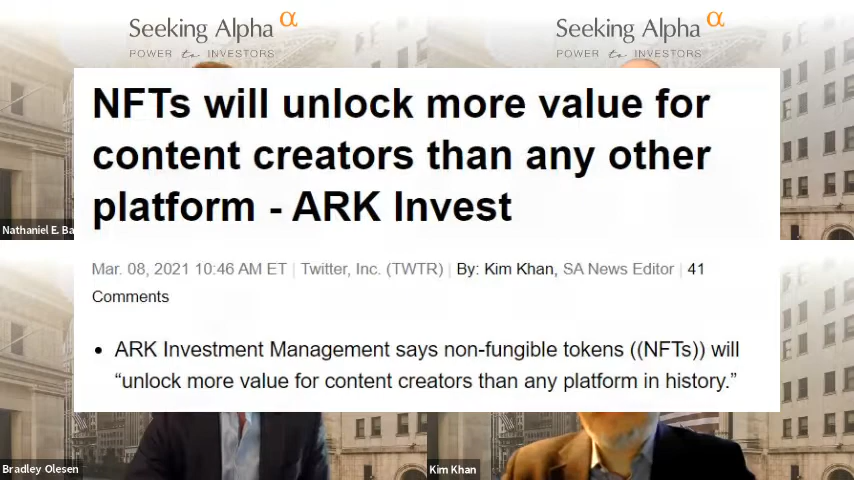 Seeking Alpha α
POWER to INVESTORS
Seeking Alpha α
POWER to INVESTORS
NFTs will unlock more value for
content creators than any other
platform - ARK Invest
Mar. 08, 2021 10:46 AM ET | Twitter, Inc. (TWTR) | By: Kim Khan, SA News Editor | 41
Comments
• ARK Investment Management says non-fungible tokens ((NFTs)) will
“unlock more value for content creators than any platform in history.”
Nathaniel E. Ba
Bradley Olesen
Kim Khan